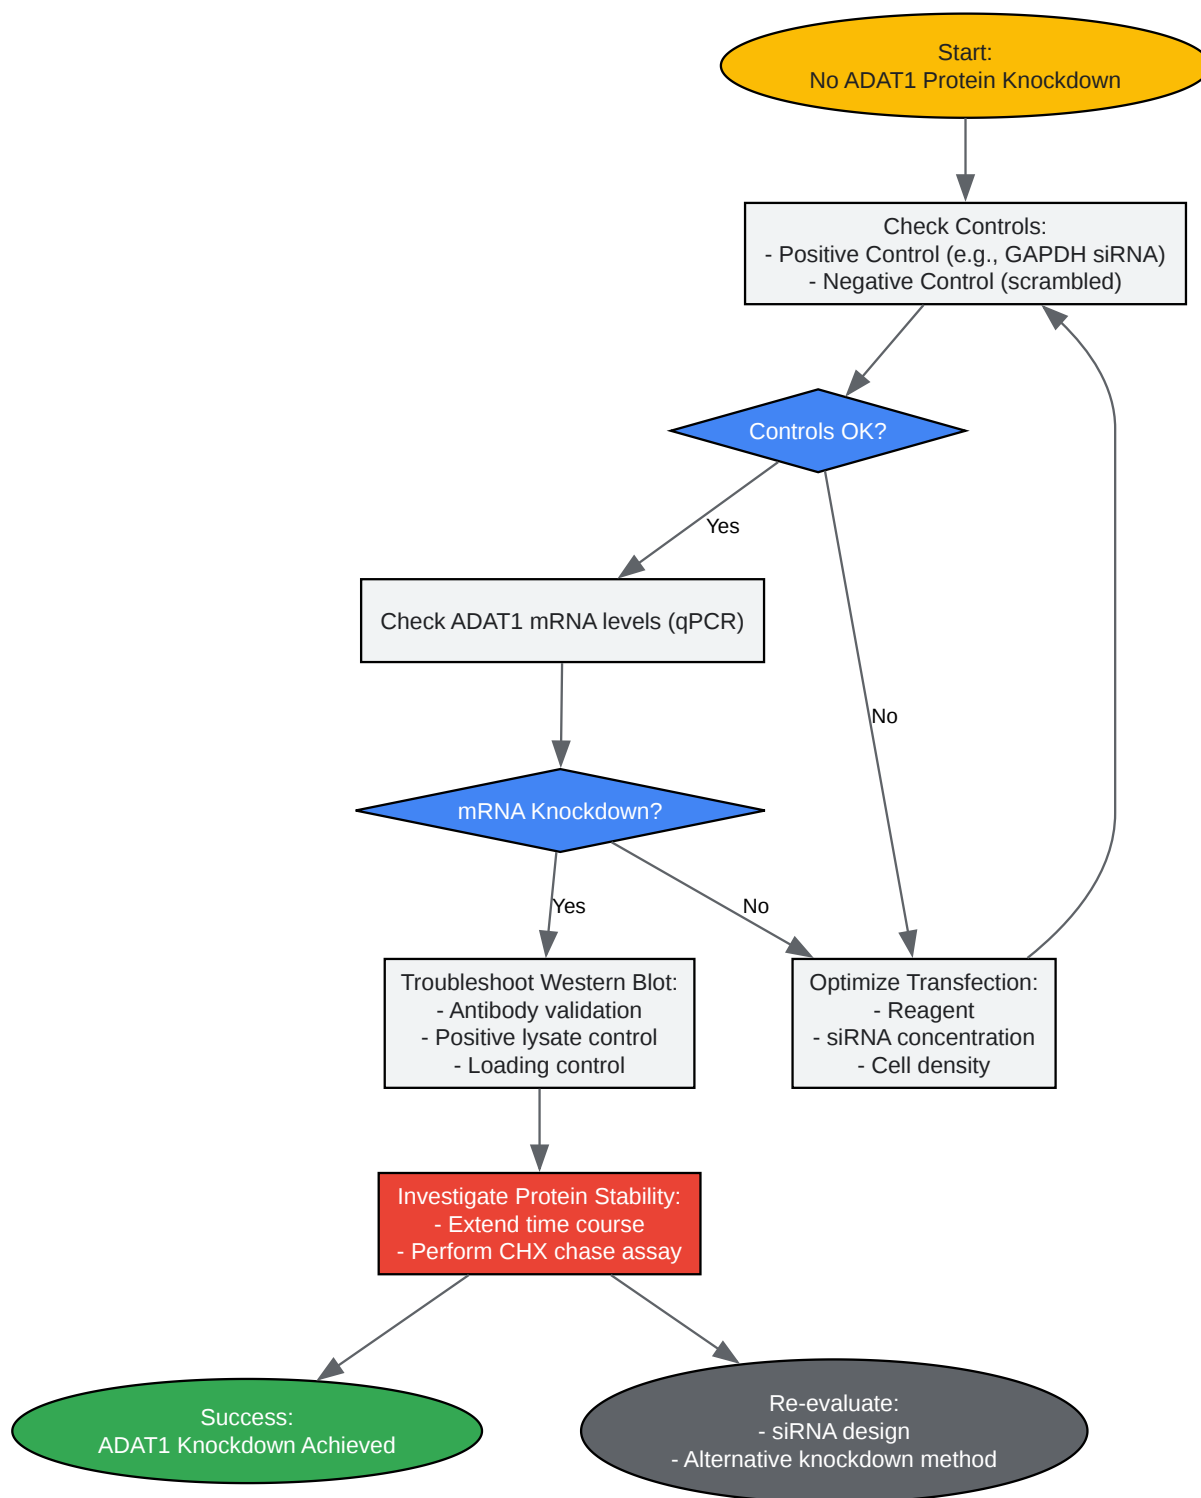 Start:
No ADAT1 Protein Knockdown
Check Controls:
- Positive Control (e.g., GAPDH siRNA)
- Negative Control (scrambled)
Controls OK?
Yes
Check ADAT1 mRNA levels (qPCR)
No
mRNA Knockdown?
Yes
No
Troubleshoot Western Blot:
- Antibody validation
- Positive lysate control
- Loading control
Optimize Transfection:
- Reagent
- siRNA concentration
- Cell density
Investigate Protein Stability:
- Extend time course
- Perform CHX chase assay
Success:
ADAT1 Knockdown Achieved
Re-evaluate:
- siRNA design
- Alternative knockdown method